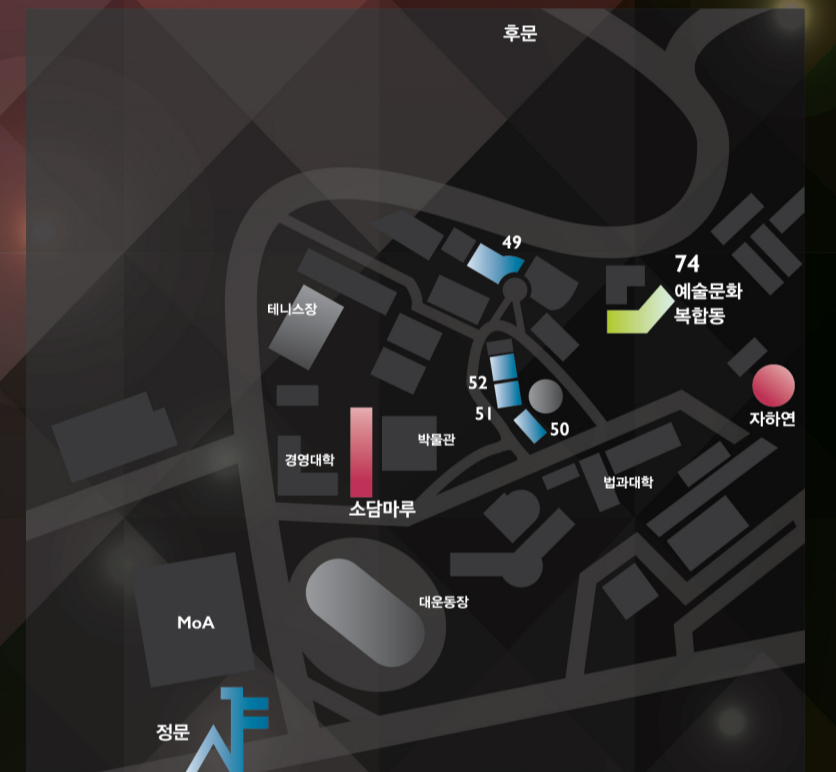 후문
49
74
예술문화
복합동
테니스장
52
51
50
자하연
박물관
경영대학
법과대학
소담마루
대운동장
MoA
정문